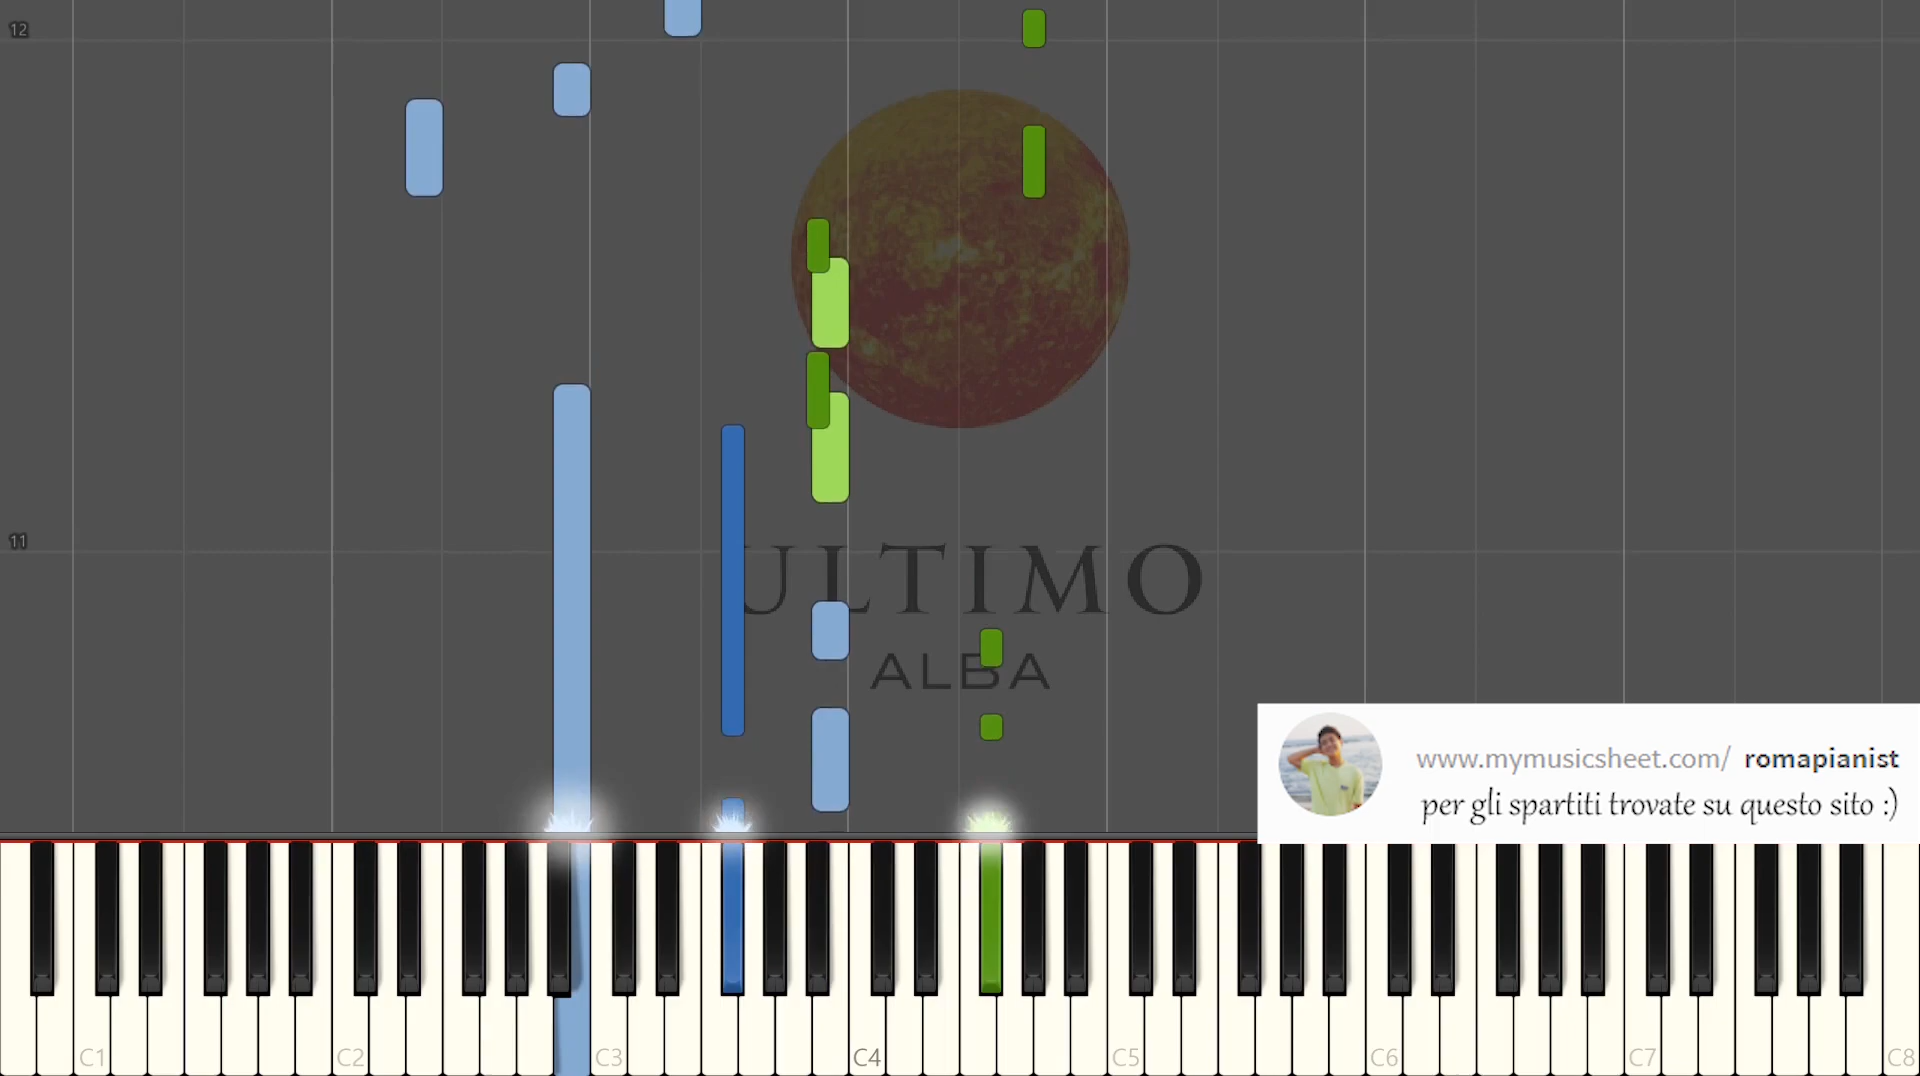 12
11
ULTIMO
ALBA
www.mymusicsheet.com/ romapianist
per gli spartiti trovate su questo sito :)
C1 C2 C3 C4 C5 C6 C7 C8